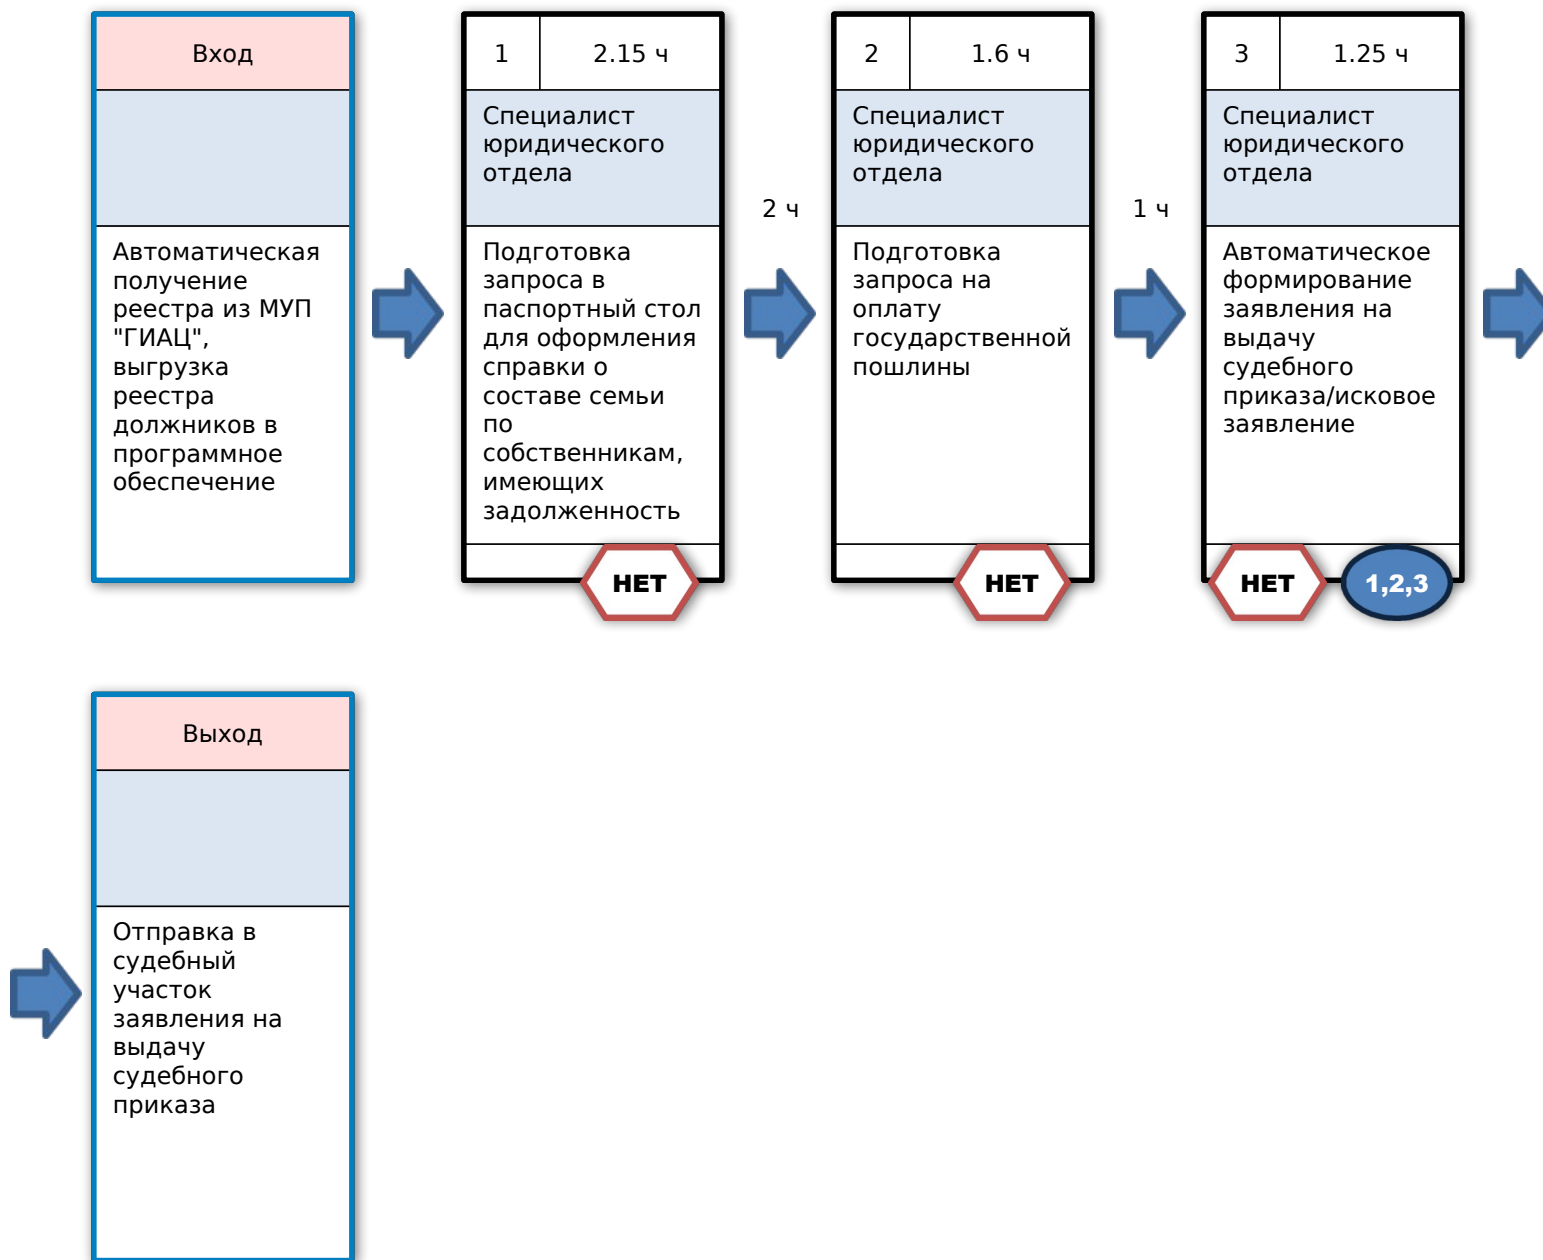 Вход
Автоматическая
получение
реестра из МУП
"ГИАЦ",
выгрузка
реестра
должников в
программное
обеспечение
1
2.15 ч
Специалист
юридического
отдела
Подготовка
запроса в
паспортный стол
для оформления
справки о
составе семьи
по
собственникам,
имеющих
задолженность
НЕТ
2 ч
2
1.6 ч
Специалист
юридического
отдела
Подготовка
запроса на
оплату
государственной
пошлины
НЕТ
1 ч
3
1.25 ч
Специалист
юридического
отдела
Автоматическое
формирование
заявления на
выдачу
судебного
приказа/исковое
заявление
НЕТ
1,2,3
Выход
Отправка в
судебный
участок
заявления на
выдачу
судебного
приказа